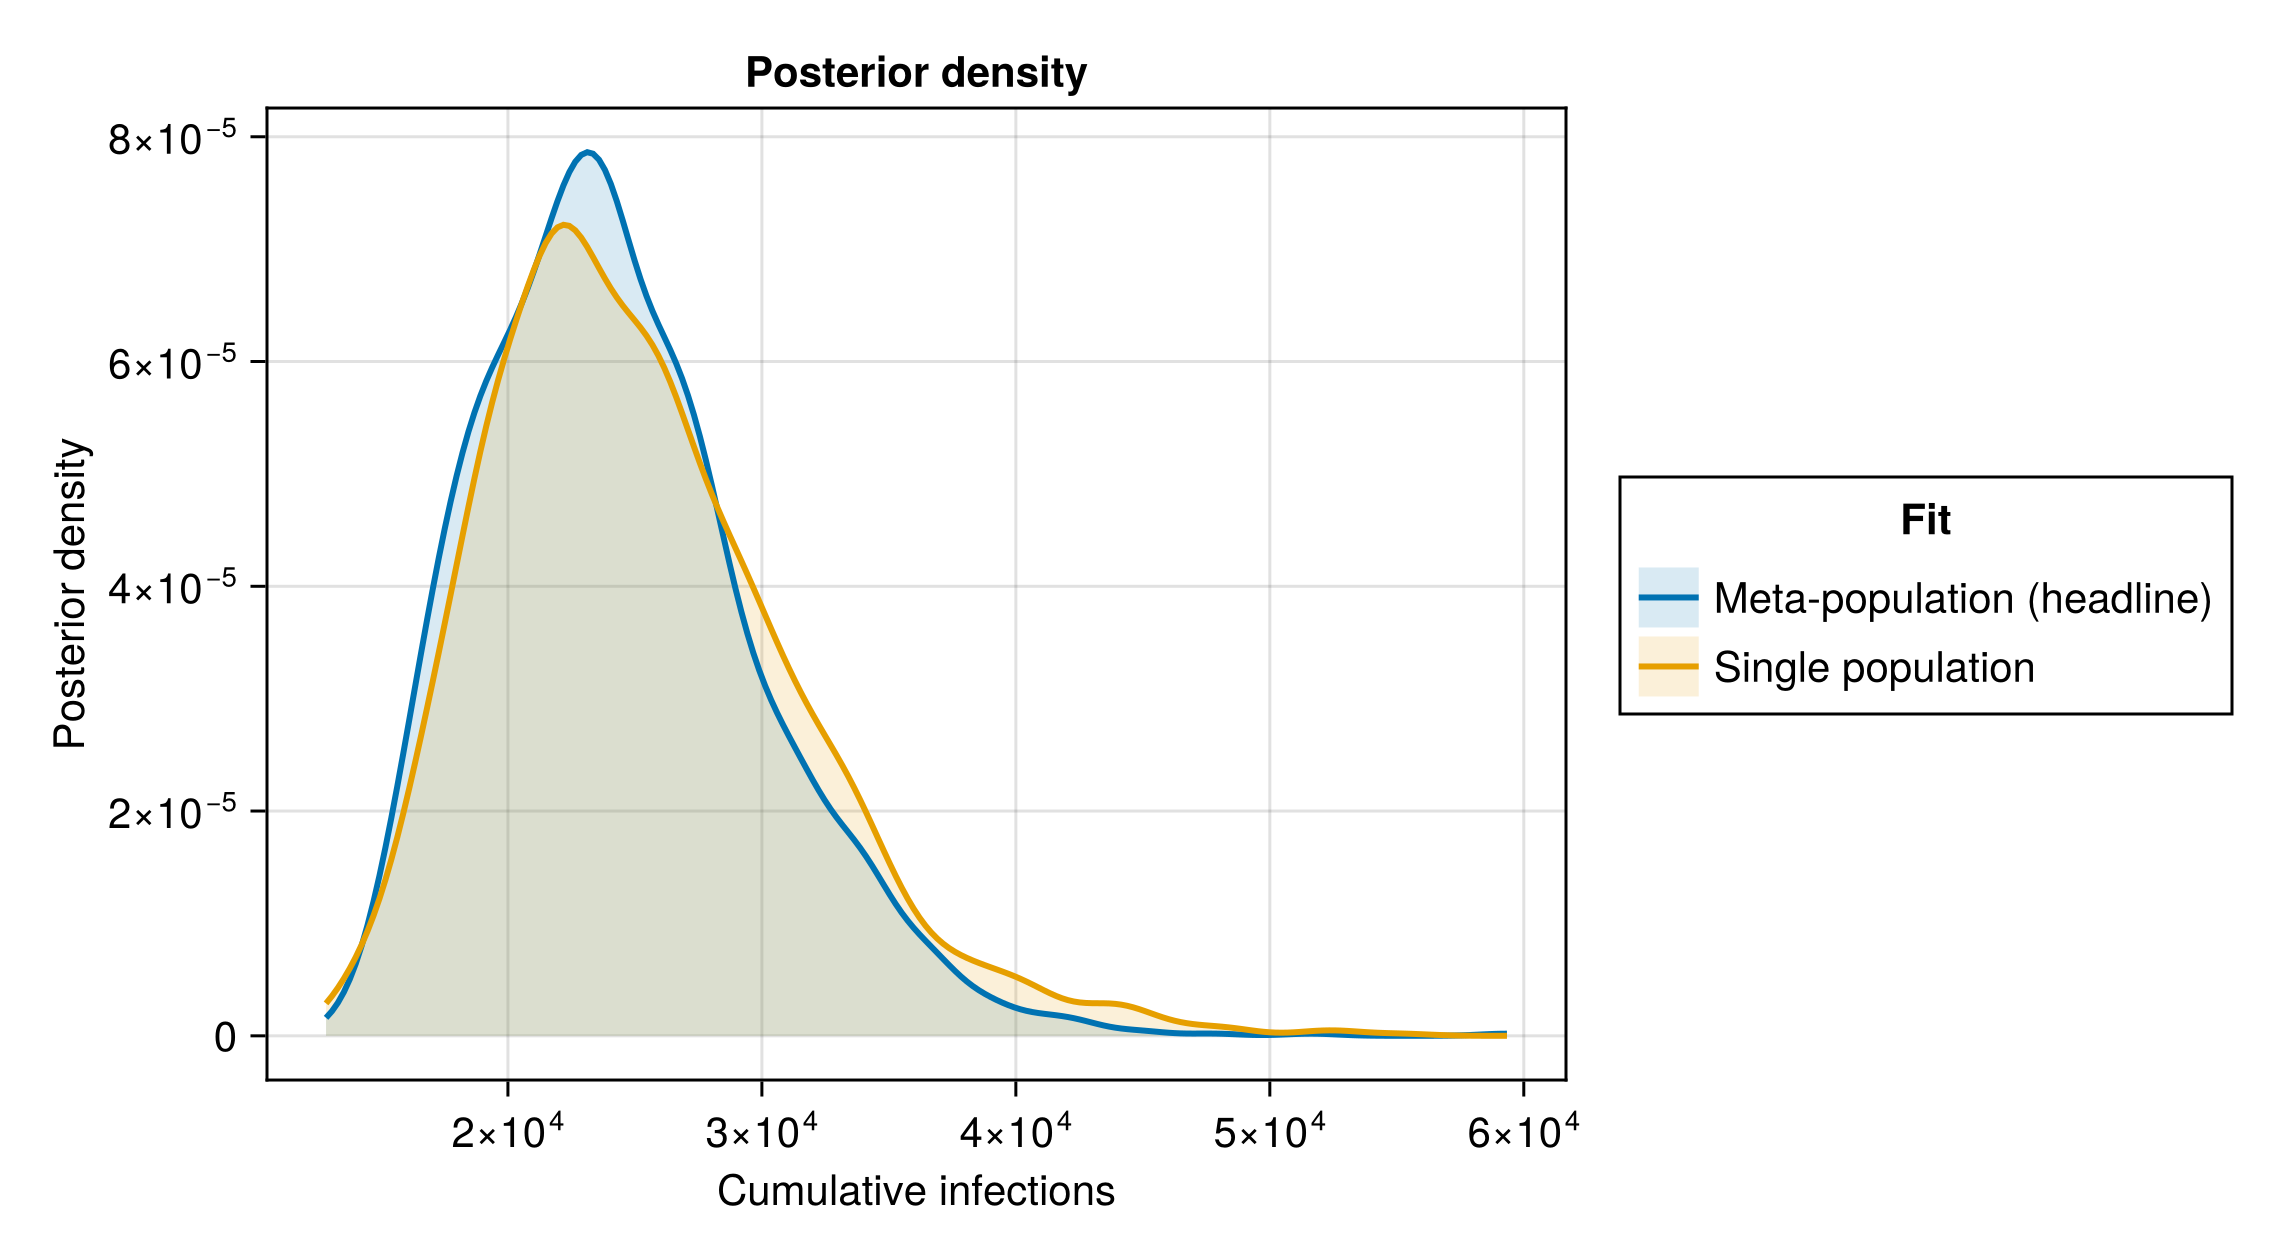 Posterior density
Posterior density
8×10⁻⁵
6×10⁻⁵
4×10⁻⁵
2×10⁻⁵
0
2×10⁴
3×10⁴
4×10⁴
5×10⁴
6×10⁴
Cumulative infections
Fit
Meta-population (headline)
Single population